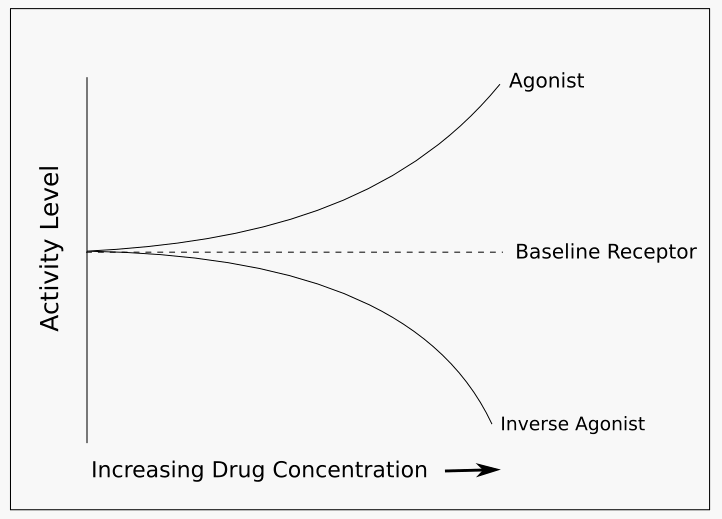 Agonist
Activity Level
Baseline Receptor
Inverse Agonist
Increasing Drug Concentration